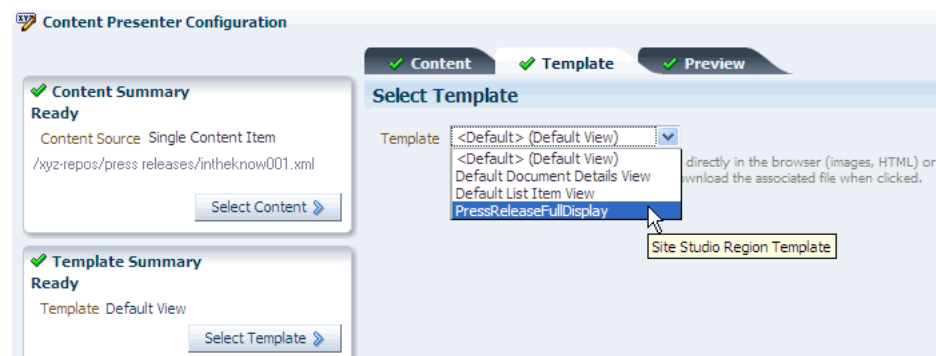 Content Presenter Configuration
Content
Template
Preview
Content Summary
Ready
Content Source Single Content Item
/xyz-repos/press releases/intheknow001.xml
Select Content
Template Summary
Ready
Template Default View
Select Template
Select Template
Template <Default> (Default View)
<Default> (Default View)
directly in the browser (images, HTML) or
Default Document Details View
download the associated file when clicked.
Default List Item View
PressReleaseFullDisplay
Site Studio Region Template